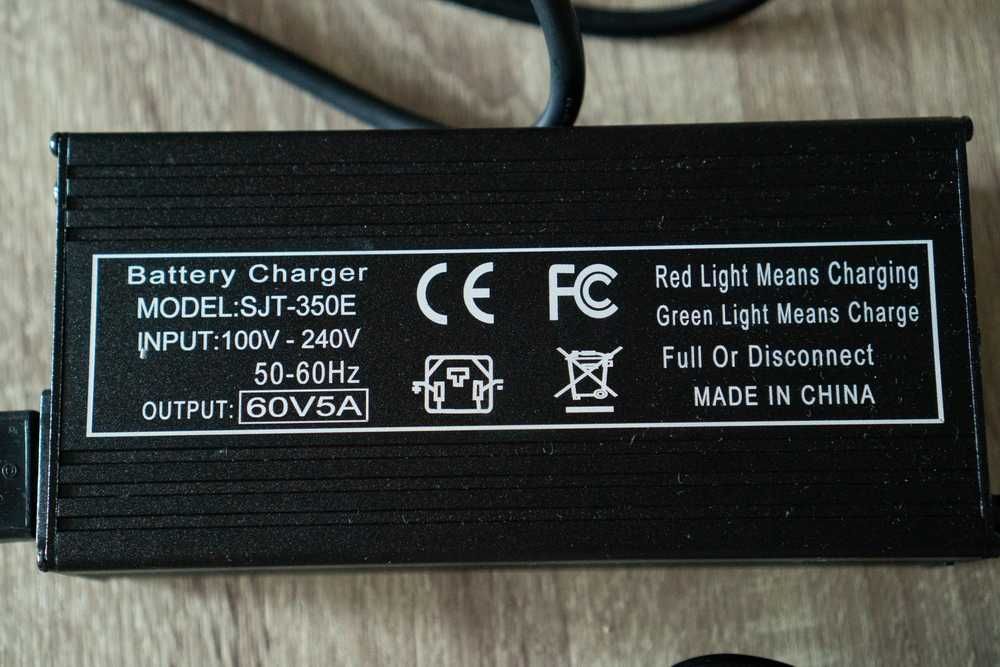 Battery Charger
MODEL:SJT-350E
INPUT:100V - 240V
50-60Hz
OUTPUT: 60V5A
CE
FC
Red Light Means Charging
Green Light Means Charge
Full Or Disconnect
MADE IN CHINA